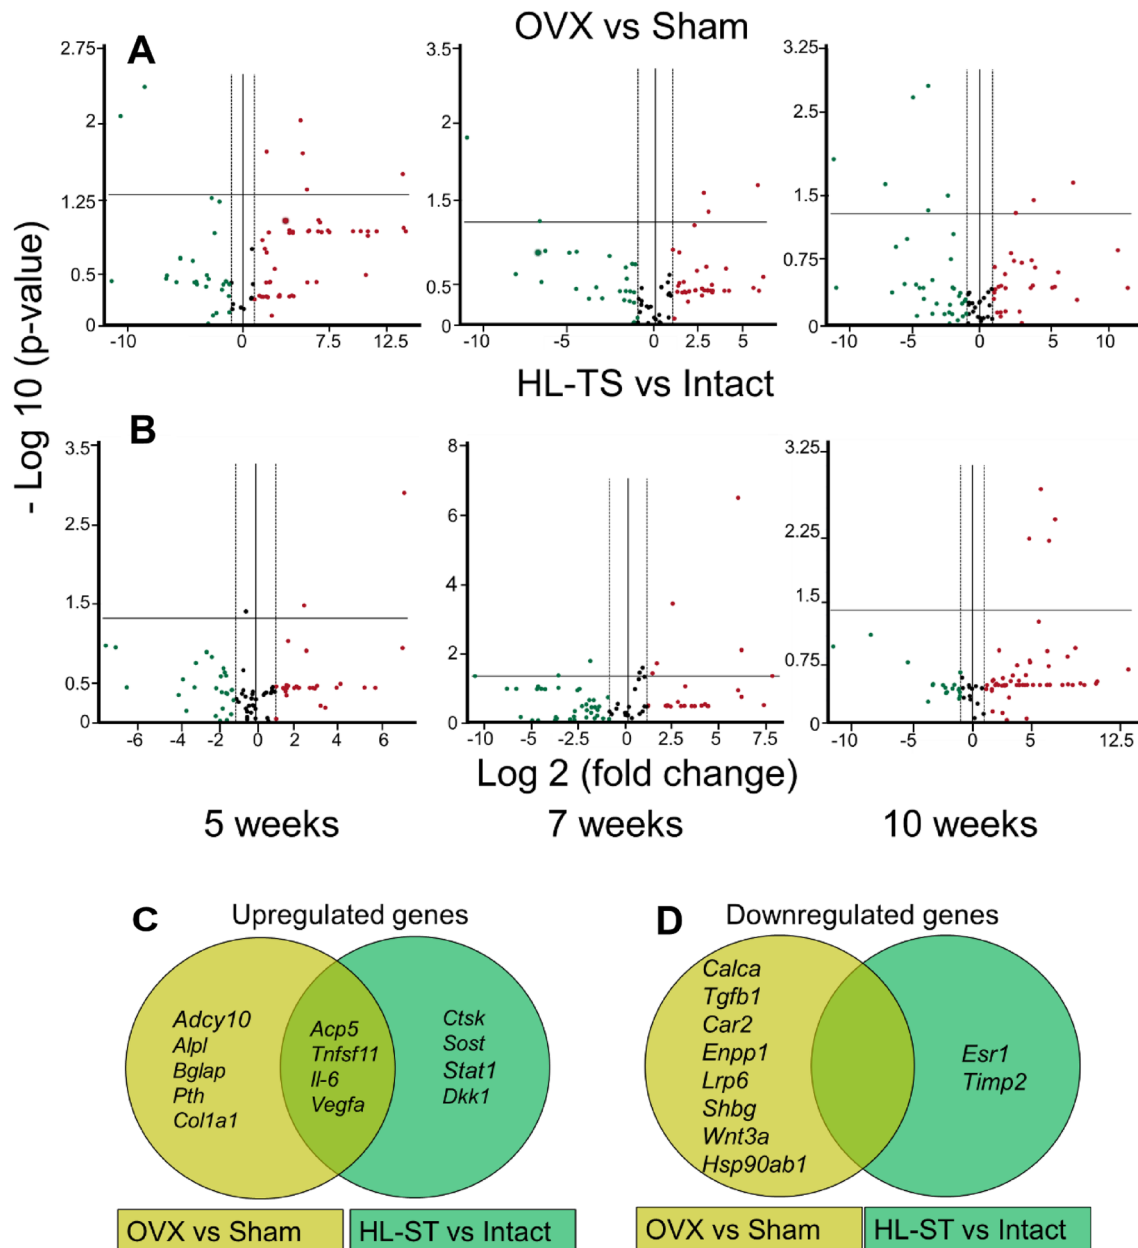 OVX vs Sham
A
2.75
2
1.25
0.5
0
-10
0
7.5
12.5
3.5
2.5
1.5
0.5
0
-10
-5
0
2.5
5
3.25
2.5
1.5
0.75
0
-10
-5
0
5
10
- Log 10 (p-value)
HL-TS vs Intact
B
3.5
2.5
1.5
0.5
0
-6
-4
-2
0
2
4
6
8
6
4
2
0
-10
-5
-2.5
0
2.5
5
7.5
3.25
2.25
1.5
0.75
0
-10
-5
0
5
12.5
Log 2 (fold change)
5 weeks
7 weeks
10 weeks
C
Upregulated genes
Adcy10
Alpl
Bglap
Pth
Col1a1
Acp5
Tnfsf11
Il-6
Vegfa
Ctsk
Sost
Stat1
Dkk1
OVX vs Sham
HL-ST vs Intact
D
Downregulated genes
Calca
Tgfb1
Car2
Enpp1
Lrp6
Shbg
Wnt3a
Hsp90ab1
Esr1
Timp2
OVX vs Sham
HL-ST vs Intact